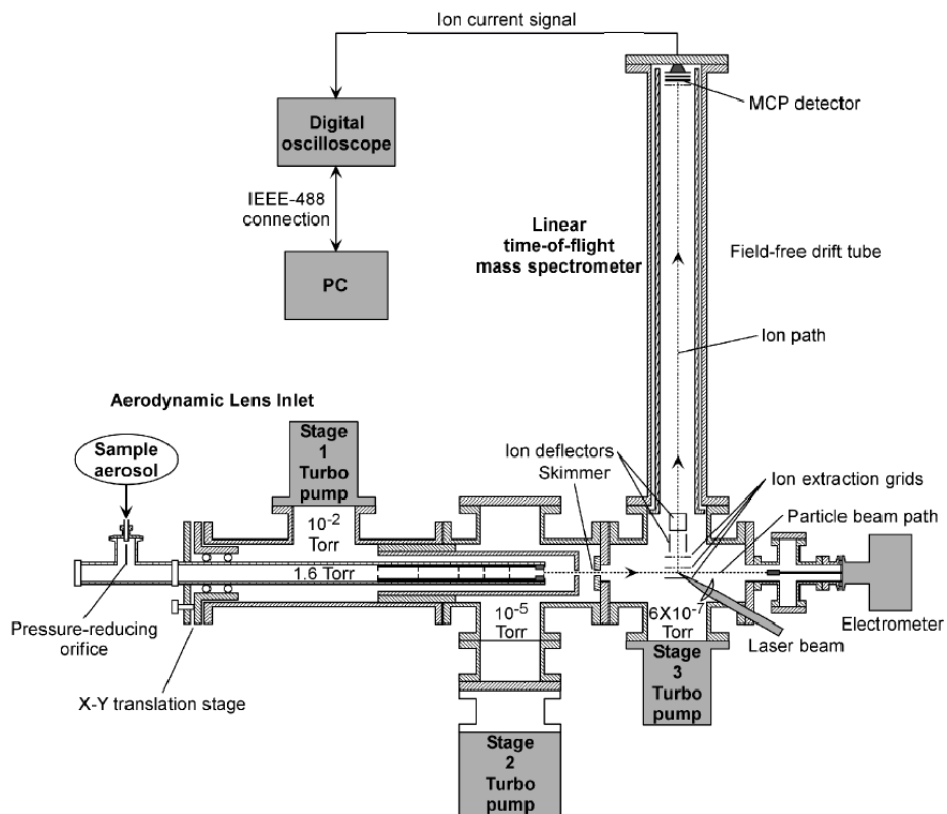 Ion current signal
MCP detector
Digital
oscilloscope
IEEE-488
connection
PC
Linear
time-of-flight
mass spectrometer
Field-free drift tube
Ion path
Aerodynamic Lens Inlet
Sample
aerosol
Stage
1
Turbo
pump
Ion deflectors
Skimmer
Ion extraction grids
Particle beam path
10-2
Torr
1.6 Torr
10-5
Torr
6X10-7
Torr
Electrometer
Laser beam
Pressure-reducing
orifice
X-Y translation stage
Stage
3
Turbo
pump
Stage
2
Turbo
pump